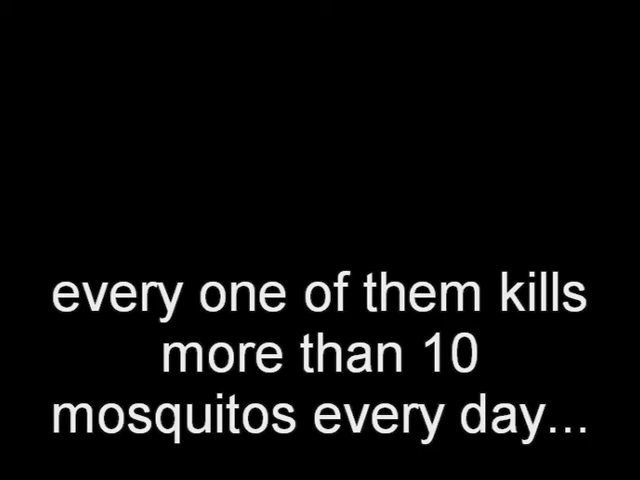 every one of them kills
more than 10
mosquitos every day...